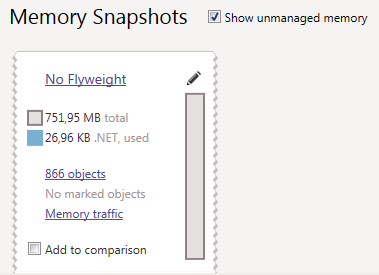 Memory Snapshots
Show unmanaged memory
No Flyweight
751,95 MB total
26,96 KB .NET, used
866 objects
No marked objects
Memory traffic
Add to comparison